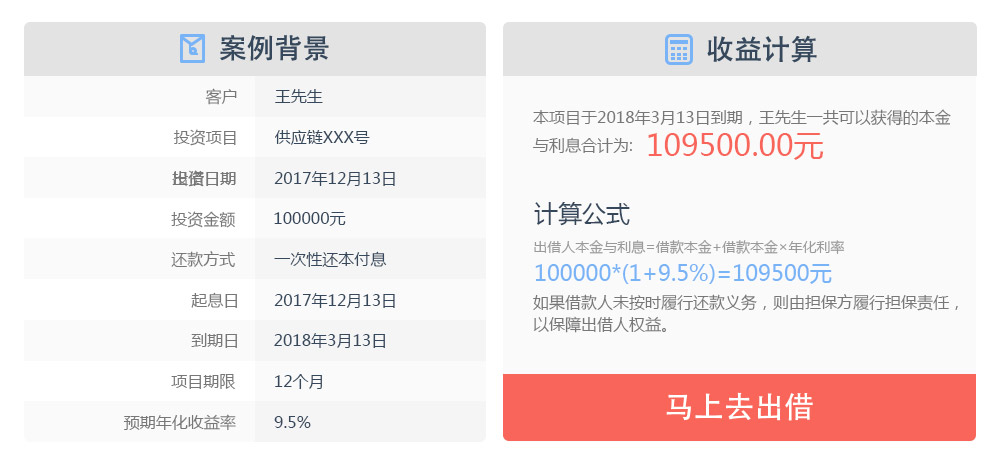 案例背景
客户 王先生
投资项目 供应链XXX号
日期 2017年12月13日
投资金额 100000元
还款方式 一次性还本付息
起息日 2017年12月13日
到期日 2018年3月13日
项目期限 12个月
预期年化收益率 9.5%
收益计算
本项目于2018年3月13日到期，王先生一共可以获得的本金
与利息合计为: 109500.00元
计算公式
出借人本金与利息=借款本金+借款本金×年化利率
100000*(1+9.5%)=109500元
如果借款人未按时履行还款义务，则由担保方履行担保责任，
以保障出借人权益。
马上去出借